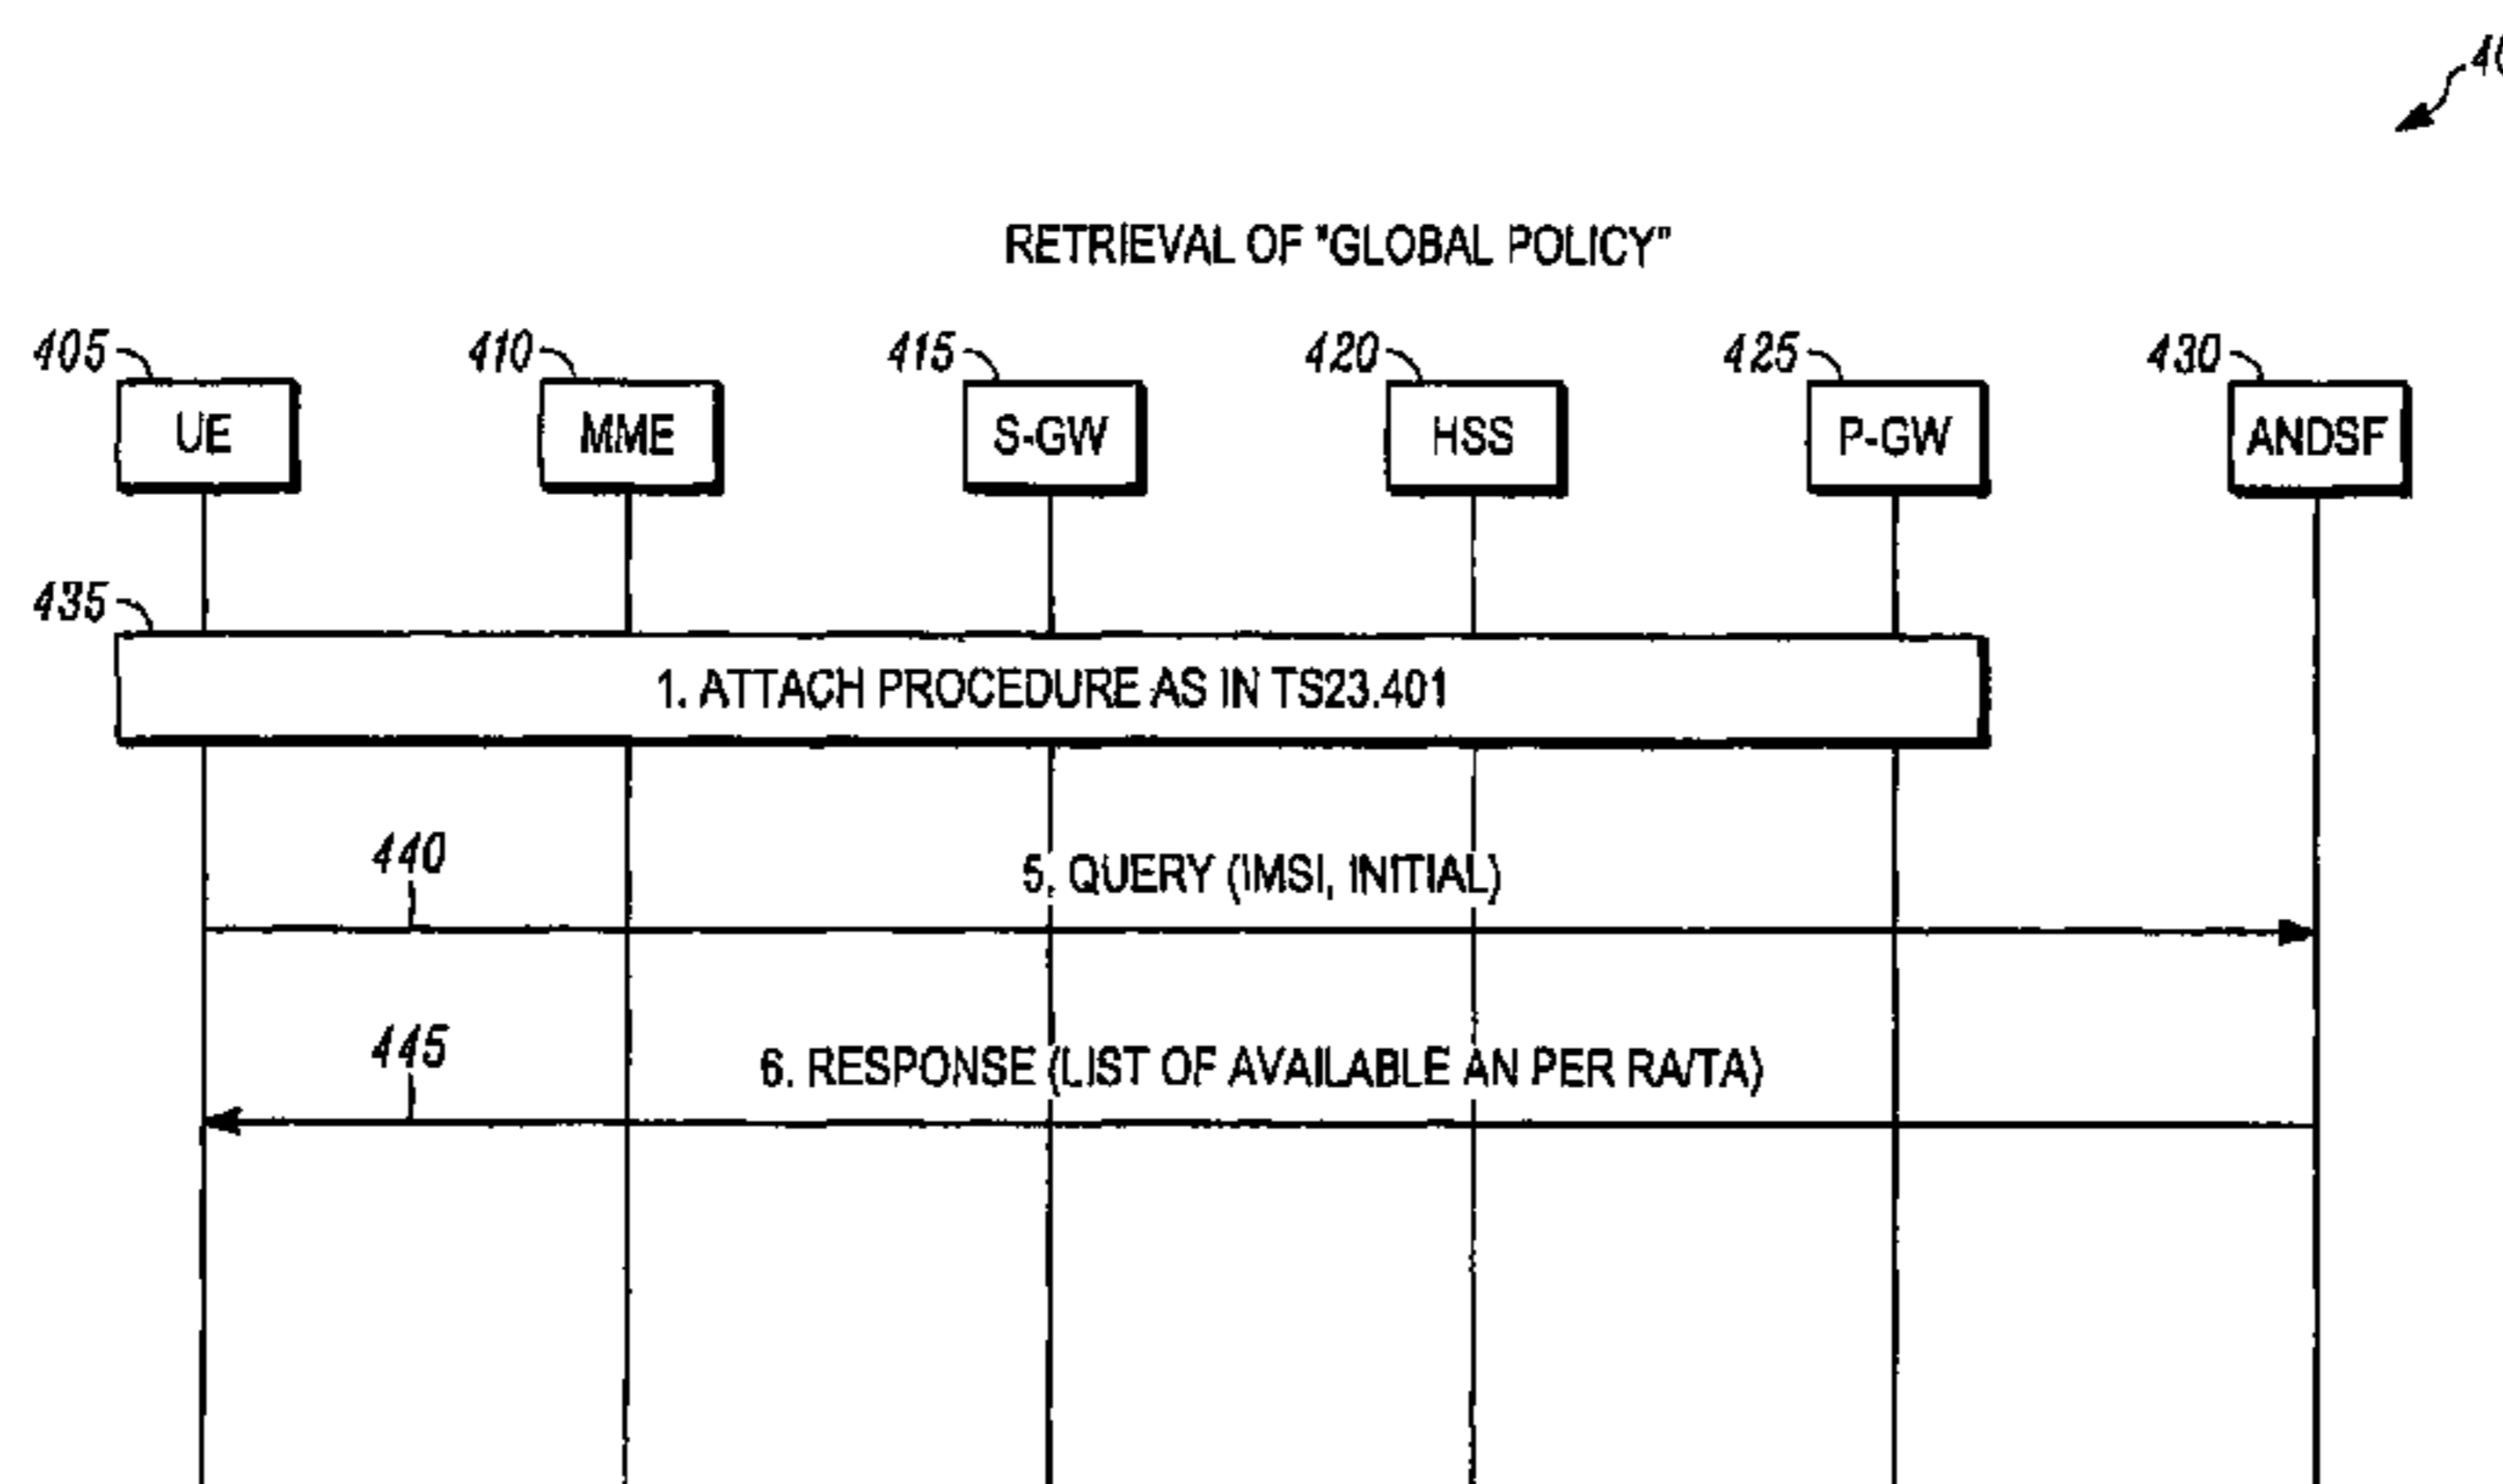 RETRIEVAL OF "GLOBAL POLICY"
405 410 415 420 425 430
UE MME S-GW HSS P-GW ANDSF
435
1. ATTACH PROCEDURE AS IN TS23.401
440
5. QUERY (IMSI, INITIAL)
445
6. RESPONSE (LIST OF AVAILABLE AN PER RA/TA)